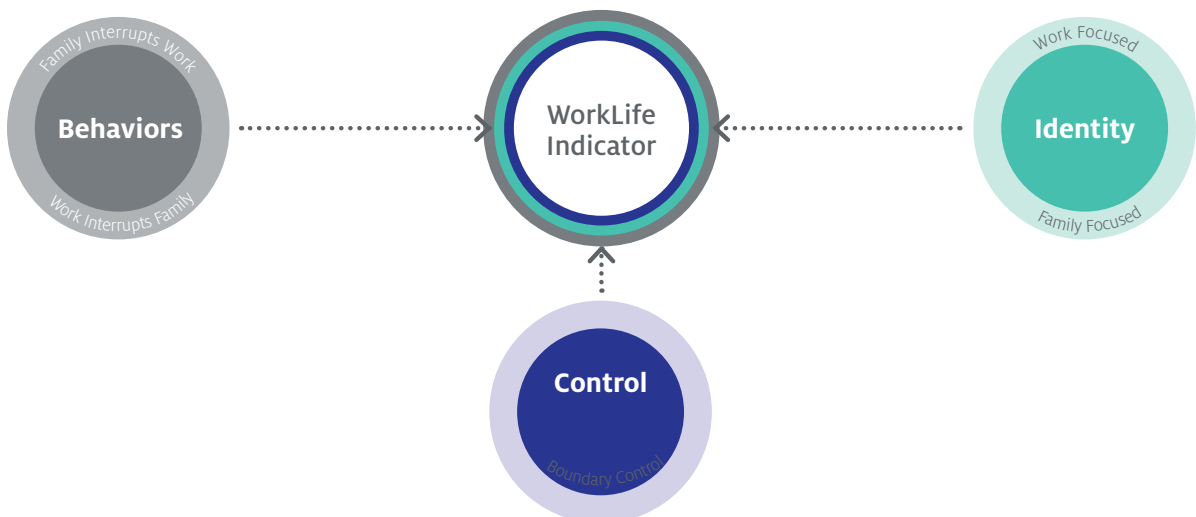 Family Interrupts Work
Behaviors
Work Interrupts Family
WorkLife
Indicator
Work Focused
Identity
Family Focused
Control
Boundary Control